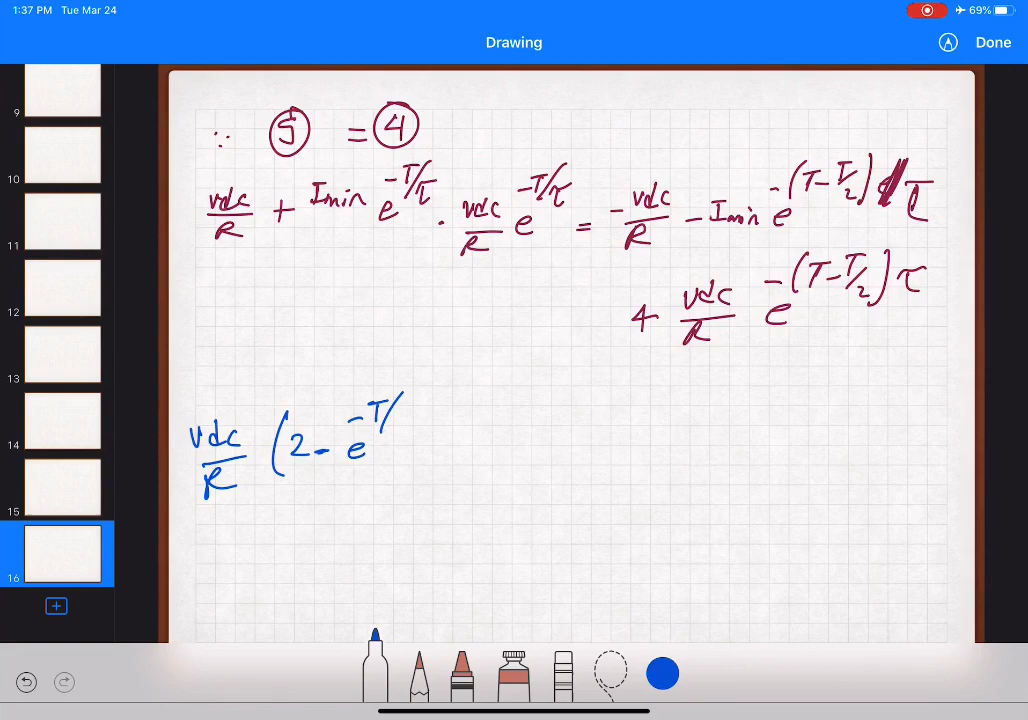 1:37 PM Tue Mar 24 69%
Drawing Done
9
10
11
12
13
14
15
16
∵ ⑤ = ④
Vdc/R + Imin e^{-T/τ} . Vdc/R e^{-T/τ} = -Vdc/R - Imin e^{-(T-T/2)/τ}
+ Vdc/R e^{-(T-T/2)τ}
Vdc/R (2 - e^{-T/